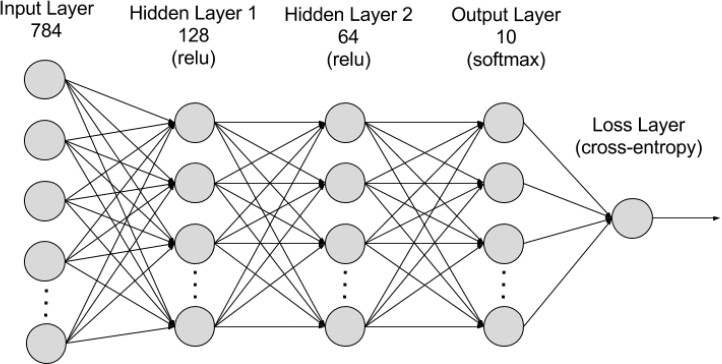 Input Layer
784
Hidden Layer 1
128
(relu)
Hidden Layer 2
64
(relu)
Output Layer
10
(softmax)
Loss Layer
(cross-entropy)